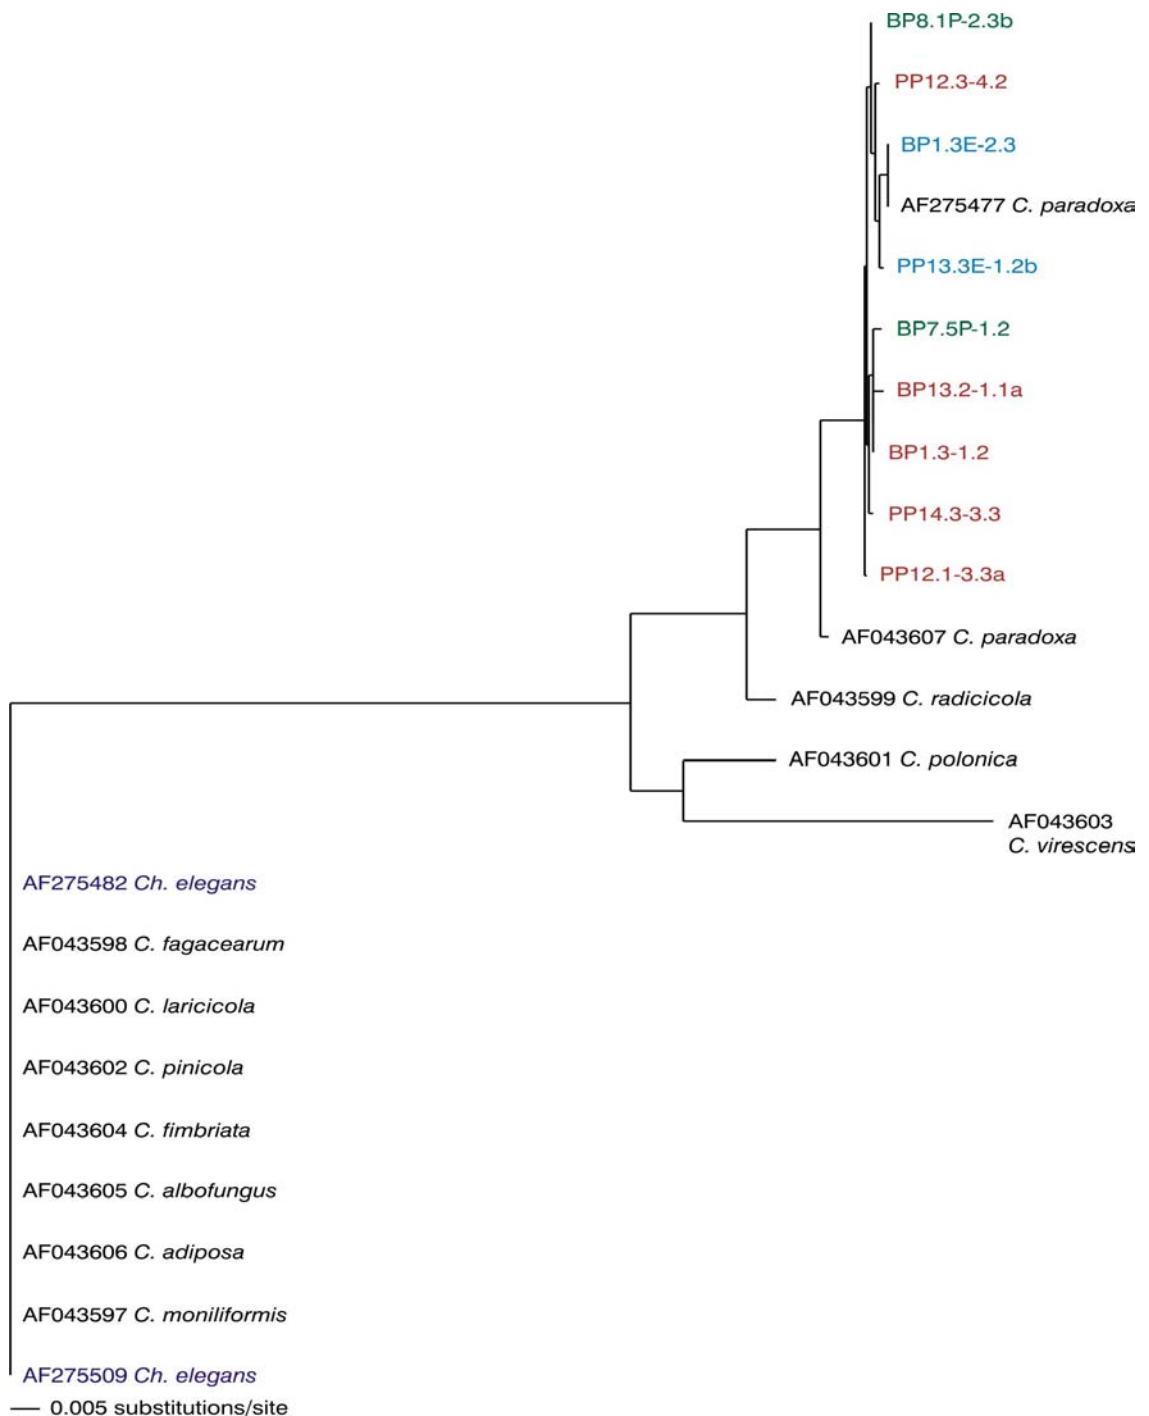 BP8.1P-2.3b
PP12.3-4.2
BP1.3E-2.3
AF275477 C. paradoxa
PP13.3E-1.2b
BP7.5P-1.2
BP13.2-1.1a
BP1.3-1.2
PP14.3-3.3
PP12.1-3.3a
AF043607 C. paradoxa
AF043599 C. radicicola
AF043601 C. polonica
AF043603
C. virescens
AF275482 Ch. elegans
AF043598 C. fagacearum
AF043600 C. laricicola
AF043602 C. pinicola
AF043604 C. fimbriata
AF043605 C. albofungus
AF043606 C. adiposa
AF043597 C. moniliformis
AF275509 Ch. elegans
0.005 substitutions/site